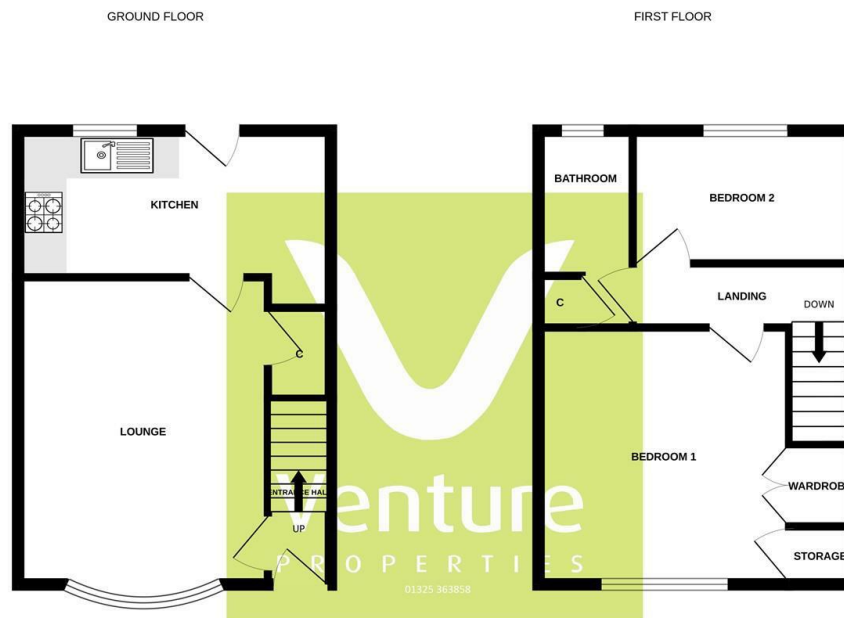 GROUND FLOOR
FIRST FLOOR
KITCHEN
BATHROOM
BEDROOM 2
C
LANDING
DOWN
C
LOUNGE
BEDROOM 1
WARDROB
ENTRANCE HAL
UP
STORAGE
Venture
PROPERTIES
01325 363858